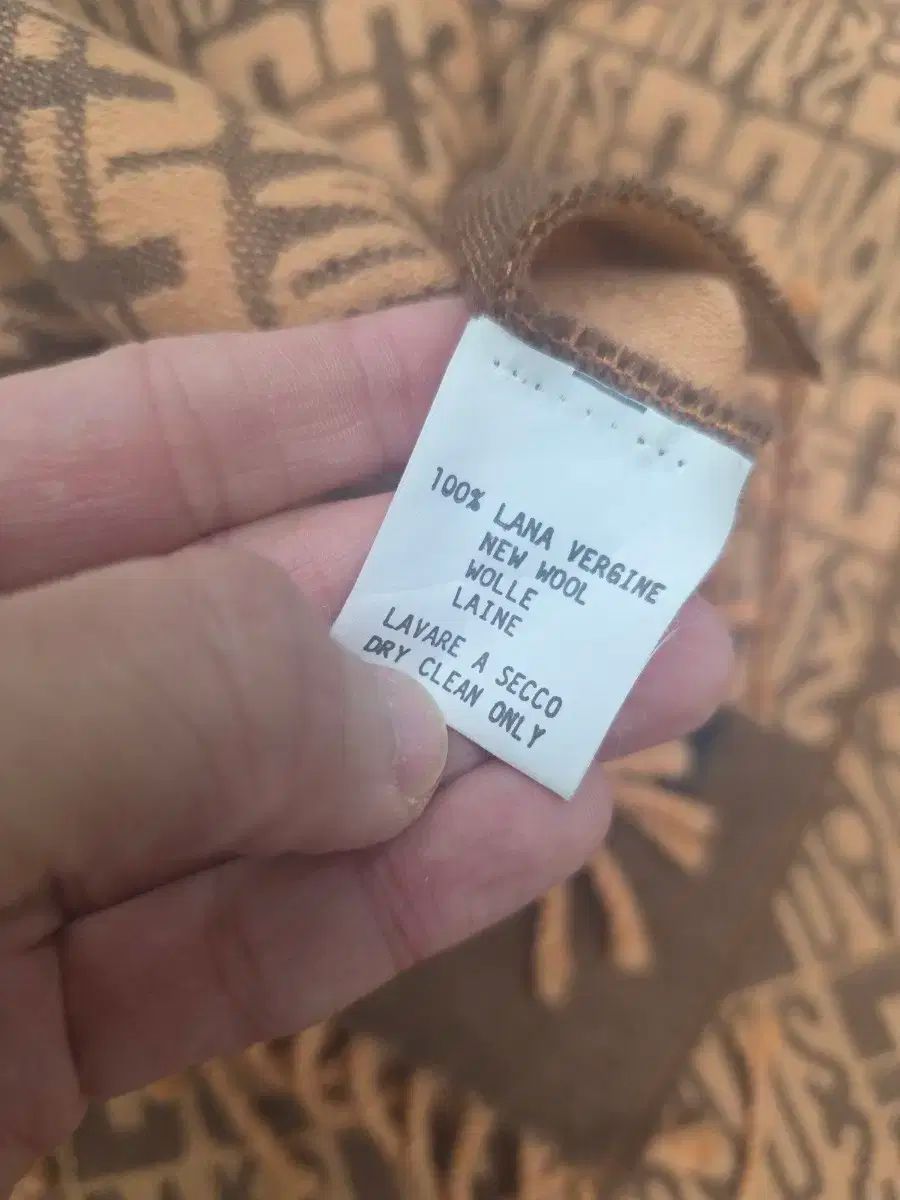 100% LANA VERGINE
NEW WOOL
WOLLE
LAINE
LAVARE A SECCO
DRY CLEAN ONLY